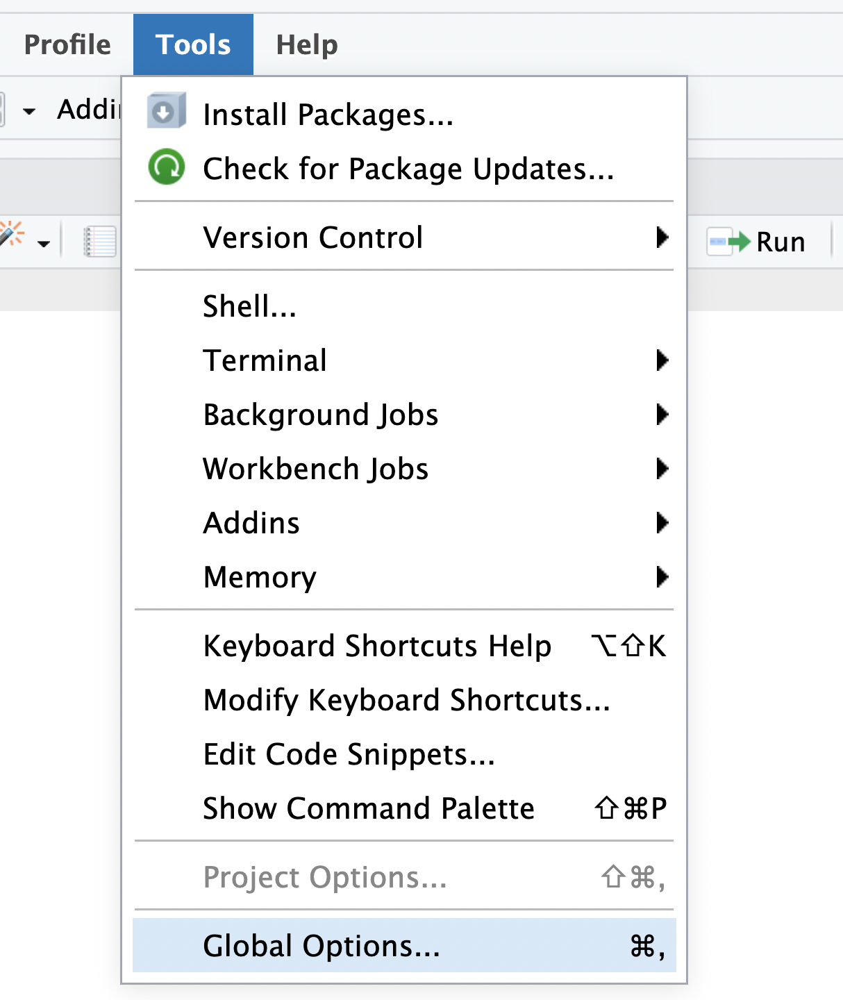 Profile Tools Help
Install Packages...
Check for Package Updates...
Version Control
Run
Shell...
Terminal
Background Jobs
Workbench Jobs
Addins
Memory
Keyboard Shortcuts Help ⌥⇧K
Modify Keyboard Shortcuts...
Edit Code Snippets...
Show Command Palette ⇧⌘P
Project Options... ⇧⌘,
Global Options... ⌘,